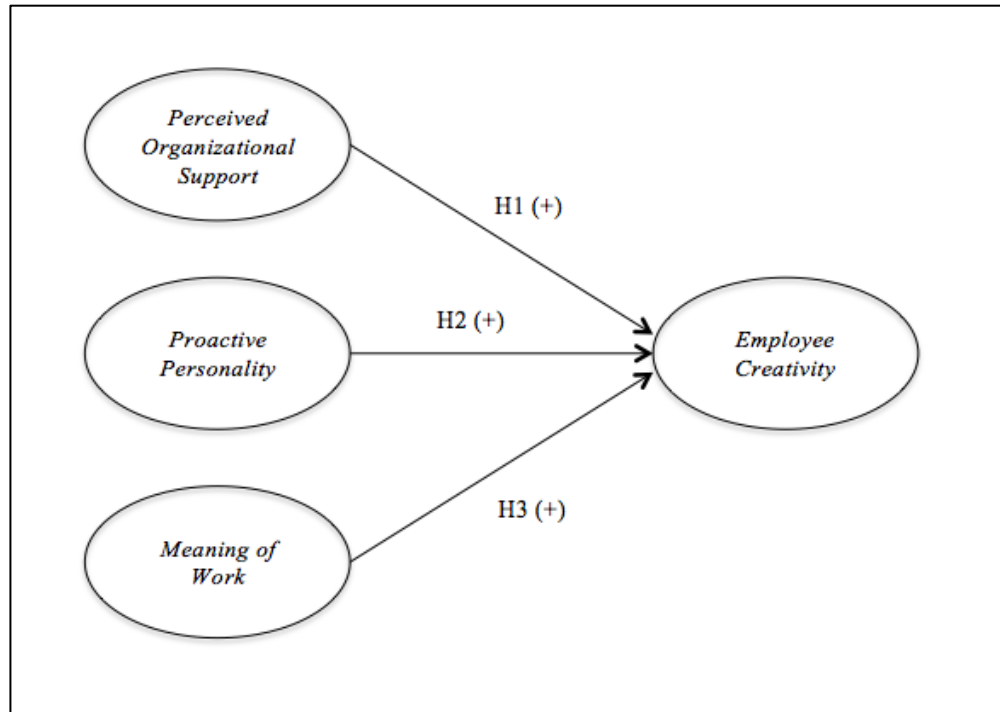 Perceived
Organizational
Support
H1 (+)
Proactive
Personality
H2 (+)
Employee
Creativity
H3 (+)
Meaning of
Work